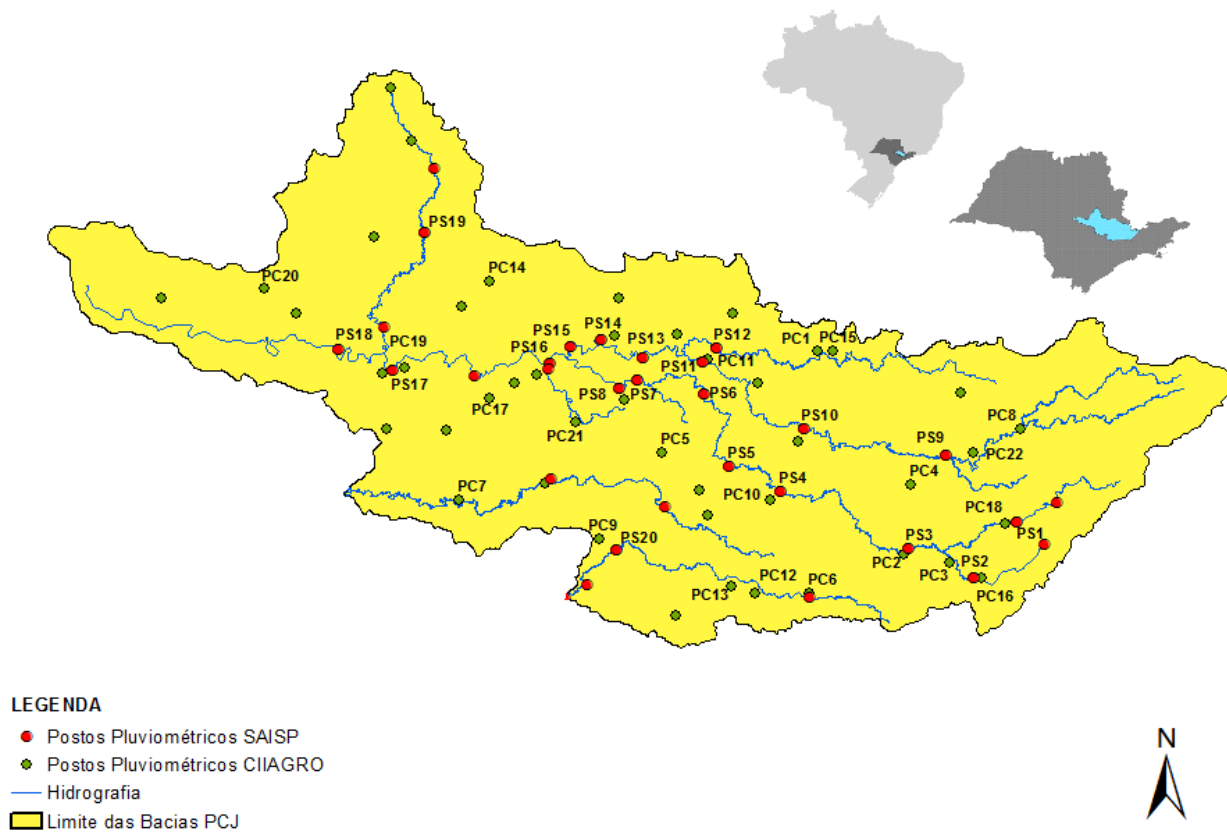 PS19
PC20
PC14
PS18
PC19
PS15
PS14
PS16
PS13
PS12
PC1
PC15
PS11
PC11
PS17
PS8
PS7
PS6
PC17
PC21
PS10
PC8
PC5
PS9
PC22
PS5
PS4
PC4
PC7
PC10
PC18
PS1
PC9
PS20
PS3
PC2
PC3
PS2
PC12
PC6
PC13
PC16
LEGENDA
Postos Pluviométricos SAISP
Postos Pluviométricos CIIAGRO
Hidrografia
Limite das Bacias PCJ
N